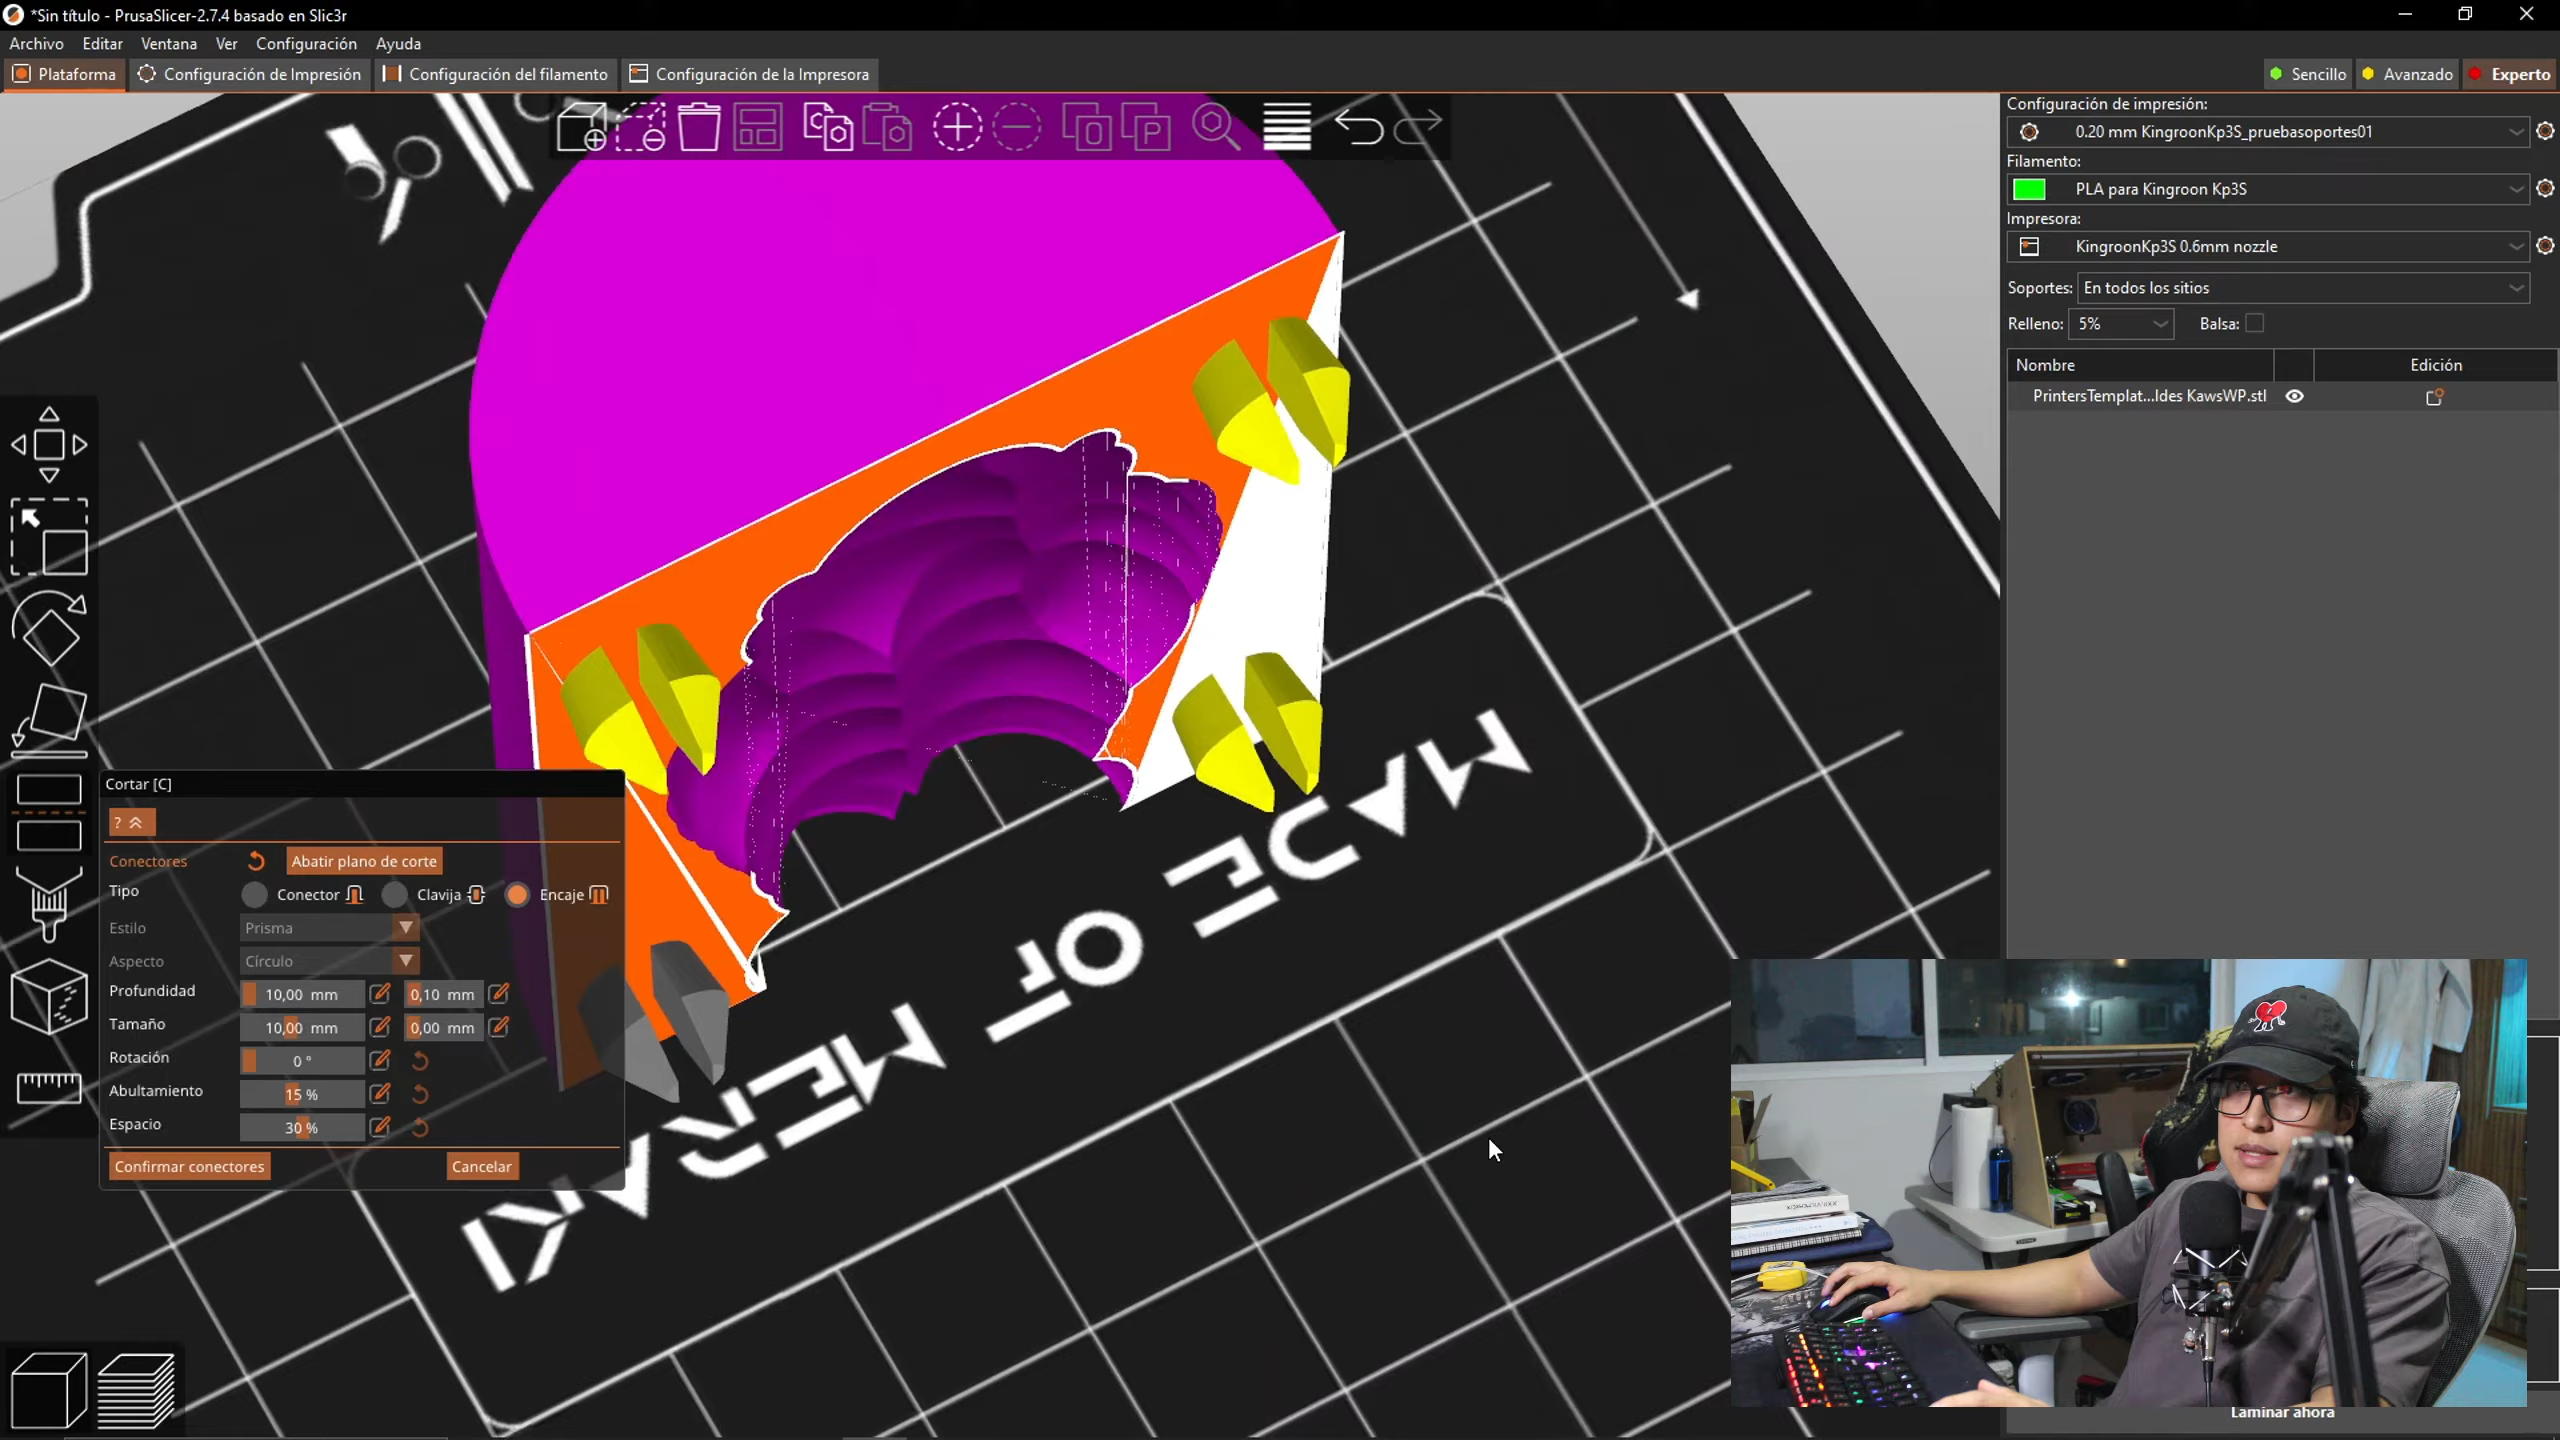 *Sin título - PrusaSlicer-2.7.4 basado en Slic3r
Archivo Editar Ventana Ver Configuración Ayuda
Plataforma Configuración de Impresión Configuración del filamento Configuración de la Impresora
Sencillo Avanzado Experto
Configuración de impresión:
0.20 mm KingroonKp3S_pruebasoportes01
Filamento:
PLA para Kingroon Kp3S
Impresora:
KingroonKp3S 0.6mm nozzle
Soportes: En todos los sitios
Relleno: 5% Balsa:
Nombre Edición
PrintersTemplat...ldes KawsWP.stl
Cortar [C]
?
Conectores Abatir plano de corte
Tipo Conector Clavija Encaje
Estilo Prisma
Aspecto Círculo
Profundidad 10,00 mm 0,10 mm
Tamaño 10,00 mm 0,00 mm
Rotación 0 °
Abultamiento 15 %
Espacio 30 %
Confirmar conectores Cancelar
MADE OF MERAKI
Laminar ahora